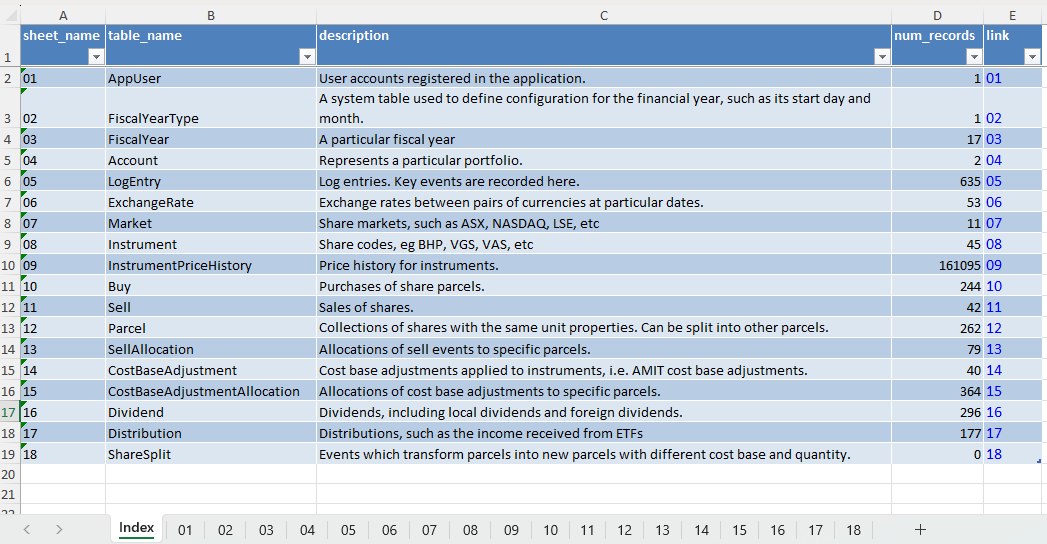 A B C D E
sheet_name table_name description num_records link
1
2 01 AppUser User accounts registered in the application. 1 01
A system table used to define configuration for the financial year, such as its start day and
3 02 FiscalYearType month. 1 02
4 03 FiscalYear A particular fiscal year 17 03
5 04 Account Represents a particular portfolio. 2 04
6 05 LogEntry Log entries. Key events are recorded here. 635 05
7 06 ExchangeRate Exchange rates between pairs of currencies at particular dates. 53 06
8 07 Market Share markets, such as ASX, NASDAQ, LSE, etc 11 07
9 08 Instrument Share codes, eg BHP, VGS, VAS, etc 45 08
10 09 InstrumentPriceHistory Price history for instruments. 161095 09
11 10 Buy Purchases of share parcels. 244 10
12 11 Sell Sales of shares. 42 11
13 12 Parcel Collections of shares with the same unit properties. Can be split into other parcels. 262 12
14 13 SellAllocation Allocations of sell events to specific parcels. 79 13
15 14 CostBaseAdjustment Cost base adjustments applied to instruments, i.e. AMIT cost base adjustments. 40 14
16 15 CostBaseAdjustmentAllocation Allocations of cost base adjustments to specific parcels. 364 15
17 16 Dividend Dividends, including local dividends and foreign dividends. 296 16
18 17 Distribution Distributions, such as the income received from ETFs 177 17
19 18 ShareSplit Events which transform parcels into new parcels with different cost base and quantity. 0 18
20
21
Index 01 02 03 04 05 06 07 08 09 10 11 12 13 14 15 16 17 18 +